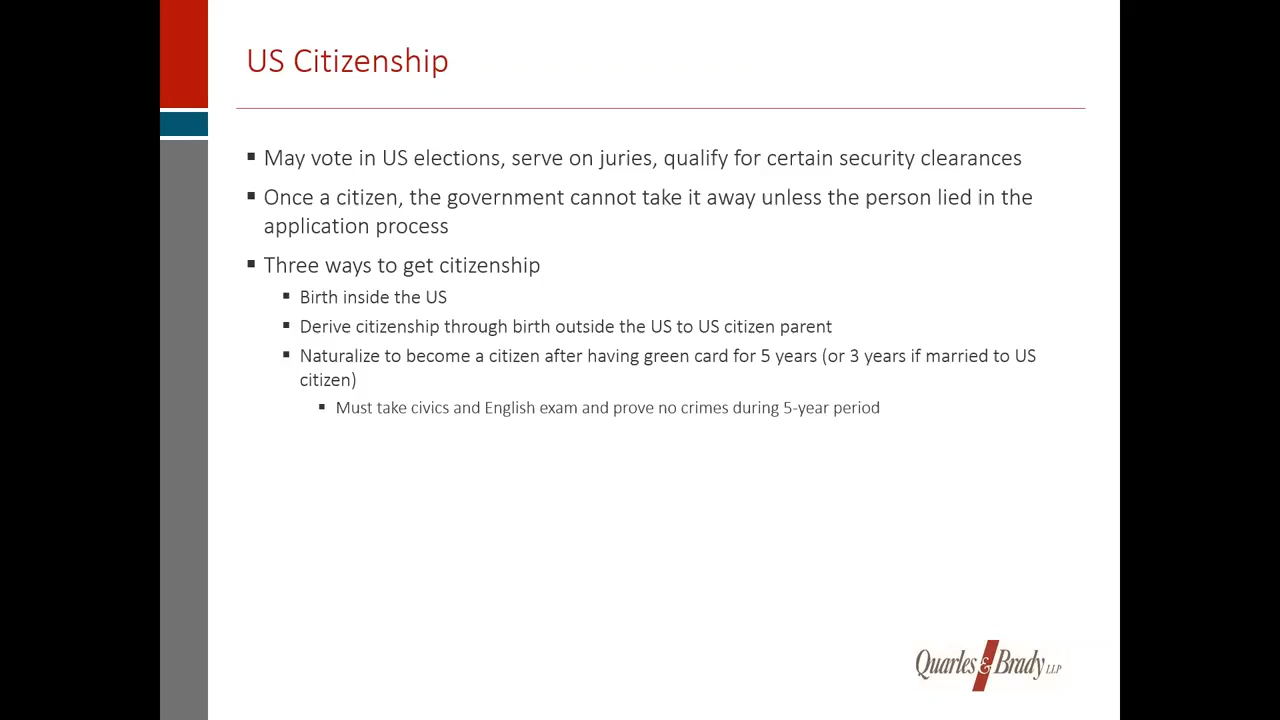 US Citizenship
▪ May vote in US elections, serve on juries, qualify for certain security clearances
▪ Once a citizen, the government cannot take it away unless the person lied in the
application process
▪ Three ways to get citizenship
▪ Birth inside the US
▪ Derive citizenship through birth outside the US to US citizen parent
▪ Naturalize to become a citizen after having green card for 5 years (or 3 years if married to US
citizen)
▪ Must take civics and English exam and prove no crimes during 5-year period
Quarles & Brady LLP